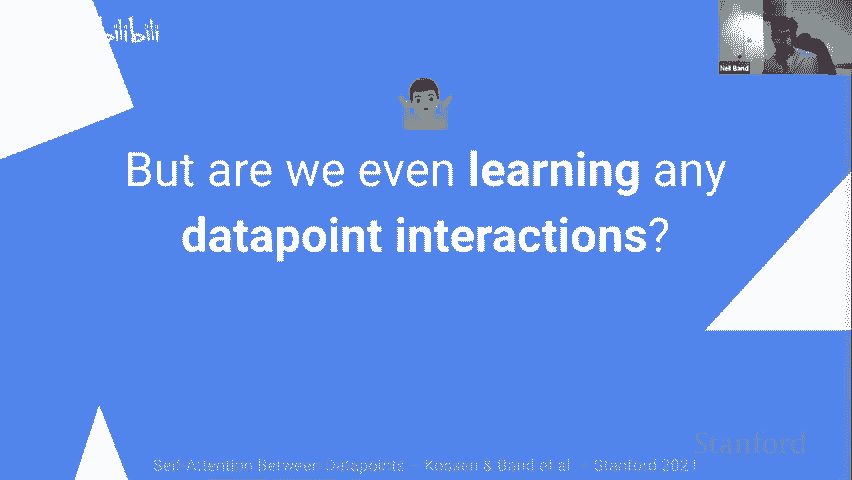 bilibili
Neil Band
But are we even learning any
datapoint interactions?
Stanford
Self-Attention Between Datapoints - Kossen & Band et al. - Stanford 2021